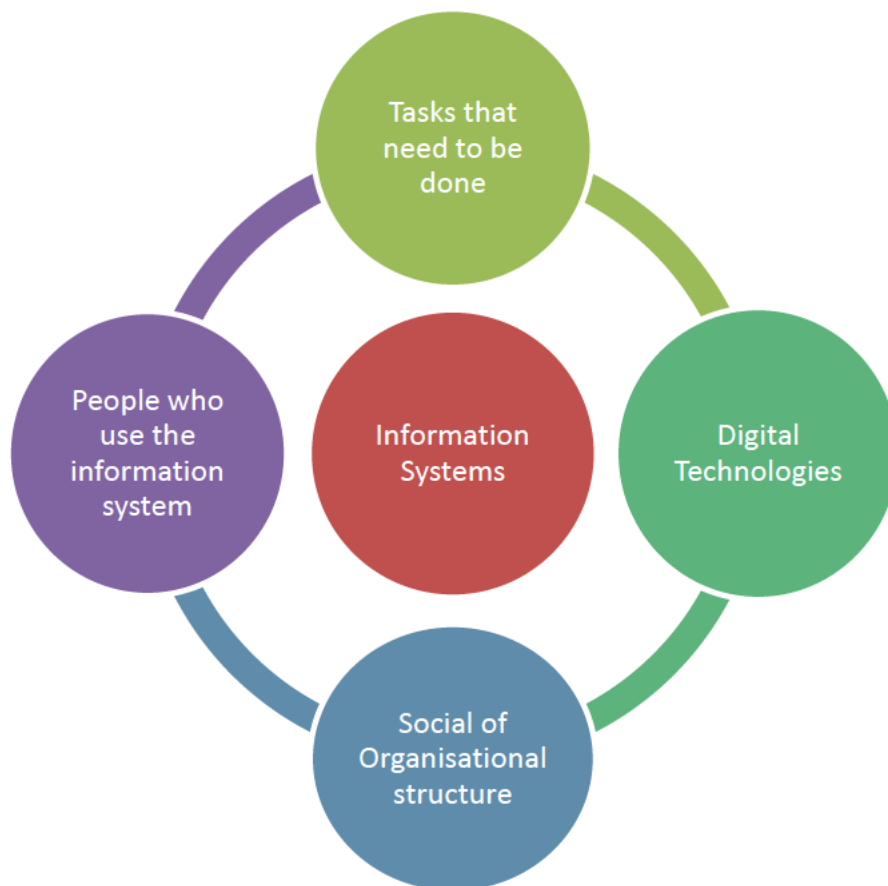 Tasks that
need to be
done
People who
use the
information
system
Information
Systems
Digital
Technologies
Social of
Organisational
structure